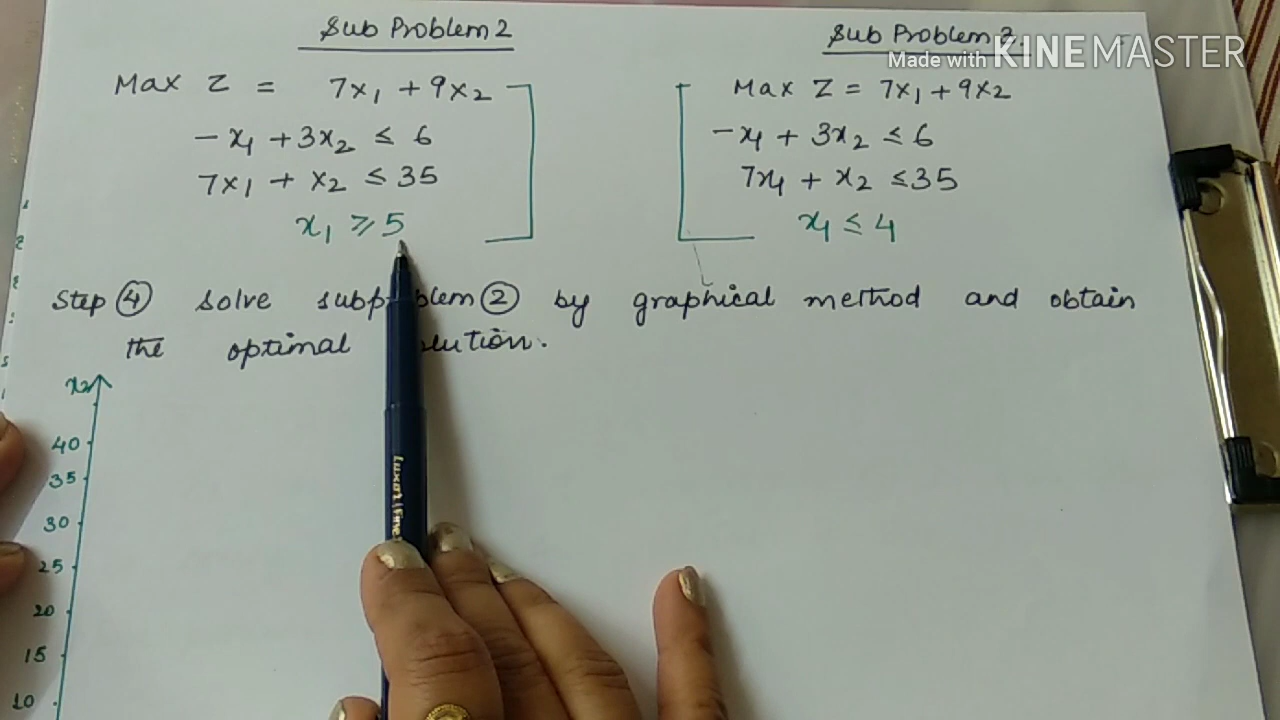 Sub Problem 2
Max Z = 7x₁ + 9x₂
-x₁ + 3x₂ ≤ 6
7x₁ + x₂ ≤ 35
x₁ ≥ 5
Sub Problem 3.
Made with KINEMASTER
Max Z = 7x₁ + 9x₂
-x₁ + 3x₂ ≤ 6
7x₁ + x₂ ≤ 35
x₁ ≤ 4
Step ④ solve subproblem ② by graphical method and obtain
the optimal solution.
x₂
40
35
30
25
20
15
10